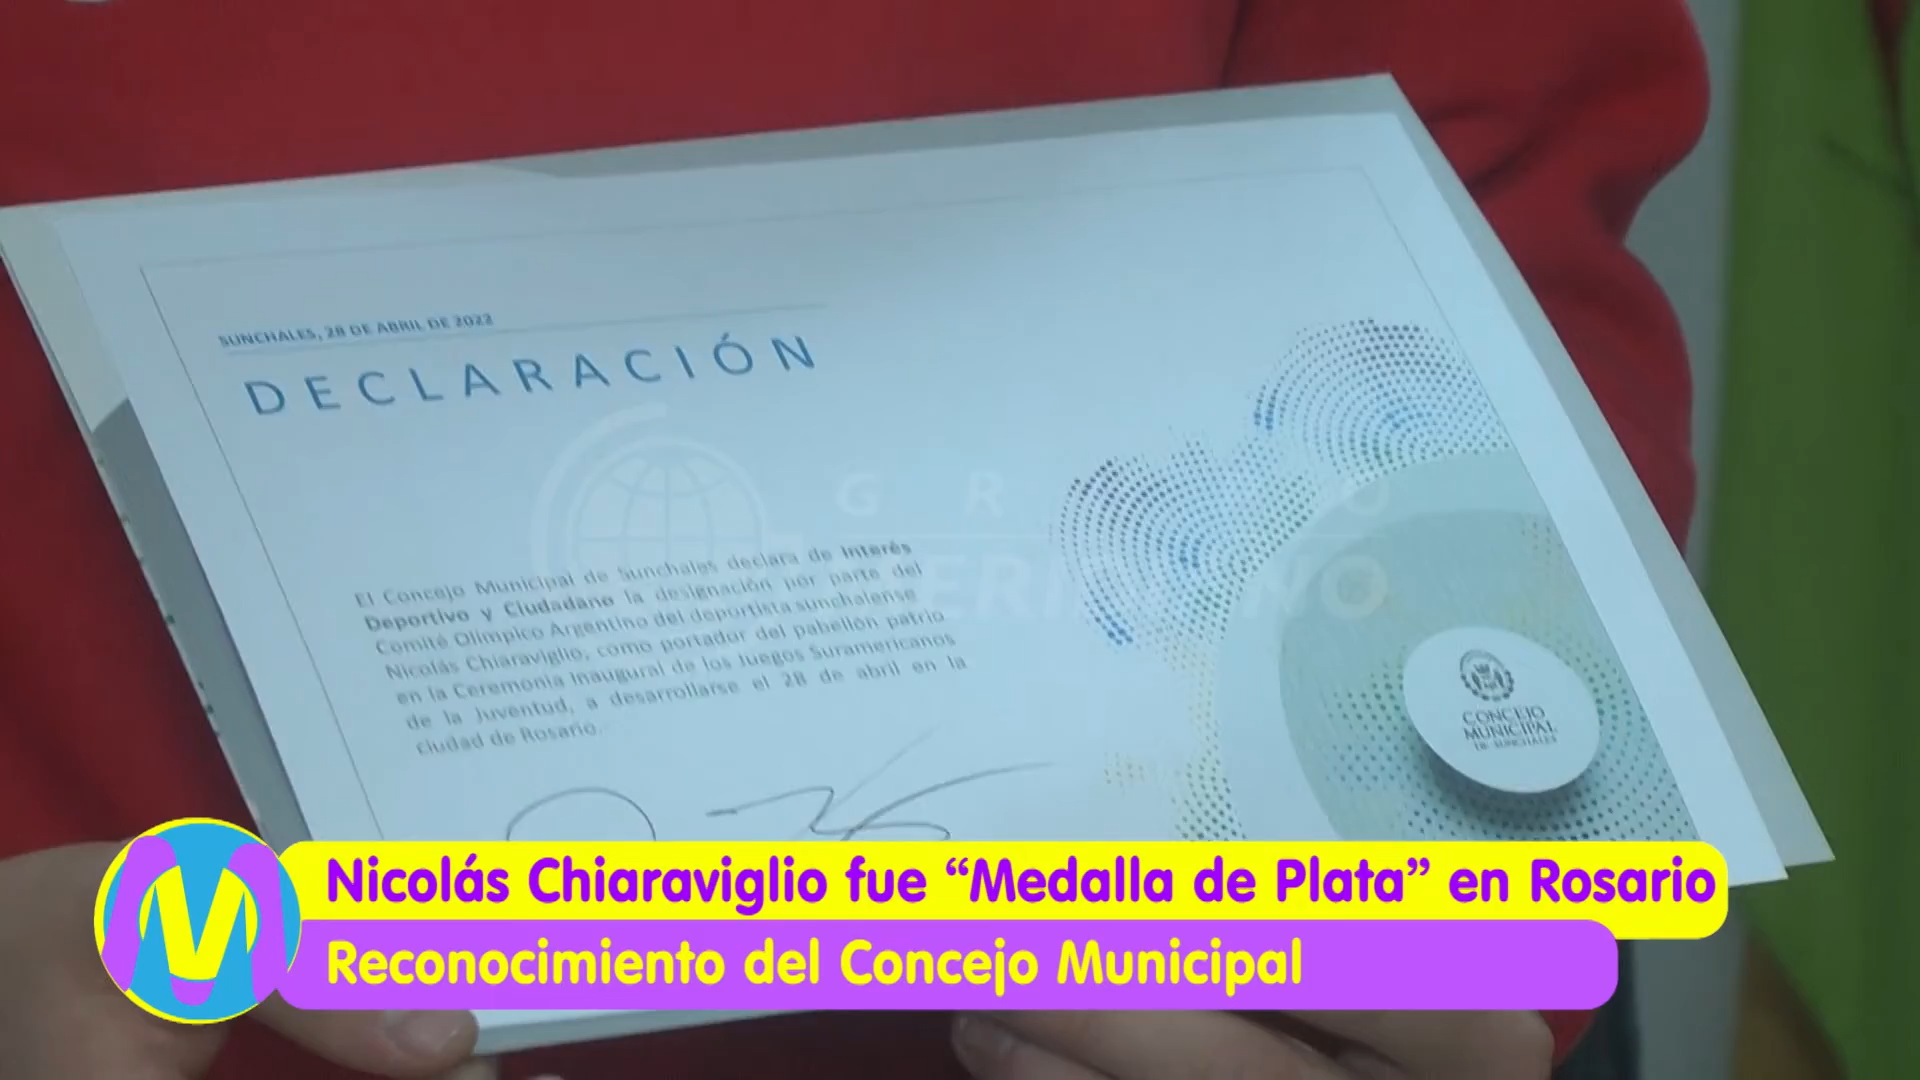 SUNCHALES, 28 DE ABRIL DE 2022
DECLARACIÓN
El Concejo Municipal de Sunchales declara de Interés
Deportivo y Ciudadano la designación por parte del
Comité Olímpico Argentino del deportista sunchalense
Nicolás Chiaraviglio, como portador del pabellón patrio
en la Ceremonia Inaugural de los Juegos Suramericanos
de la Juventud, a desarrollarse el 28 de abril en la
ciudad de Rosario.
CONCEJO
MUNICIPAL
DE SUNCHALES
Nicolás Chiaraviglio fue “Medalla de Plata” en Rosario
Reconocimiento del Concejo Municipal